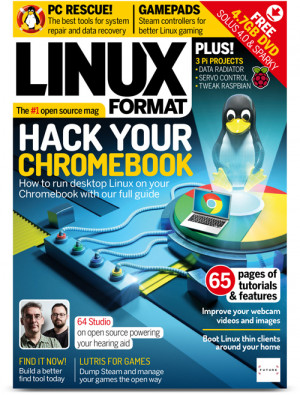 PC RESCUE!
The best tools for system
repair and data recovery
GAMEPADS
Steam controllers for
better Linux gaming
FREE
4.7GB DVD
SOLUS 4.0 & SPARKY
LINUX
FORMAT
The #1 open source mag
PLUS!
3 Pi PROJECTS
• DATA RADIATOR
• SERVO CONTROL
• TWEAK RASPBIAN
HACK YOUR
CHROMEBOOK
How to run desktop Linux on your
Chromebook with our full guide
65 pages of
tutorials
& features
Improve your webcam
videos and images
Boot Linux thin clients
around your home
64 Studio
on open source powering
your hearing aid
FIND IT NOW!
Build a better
find tool today
LUTRIS FOR GAMES
Dump Steam and manage
your games the open way
FUTURE